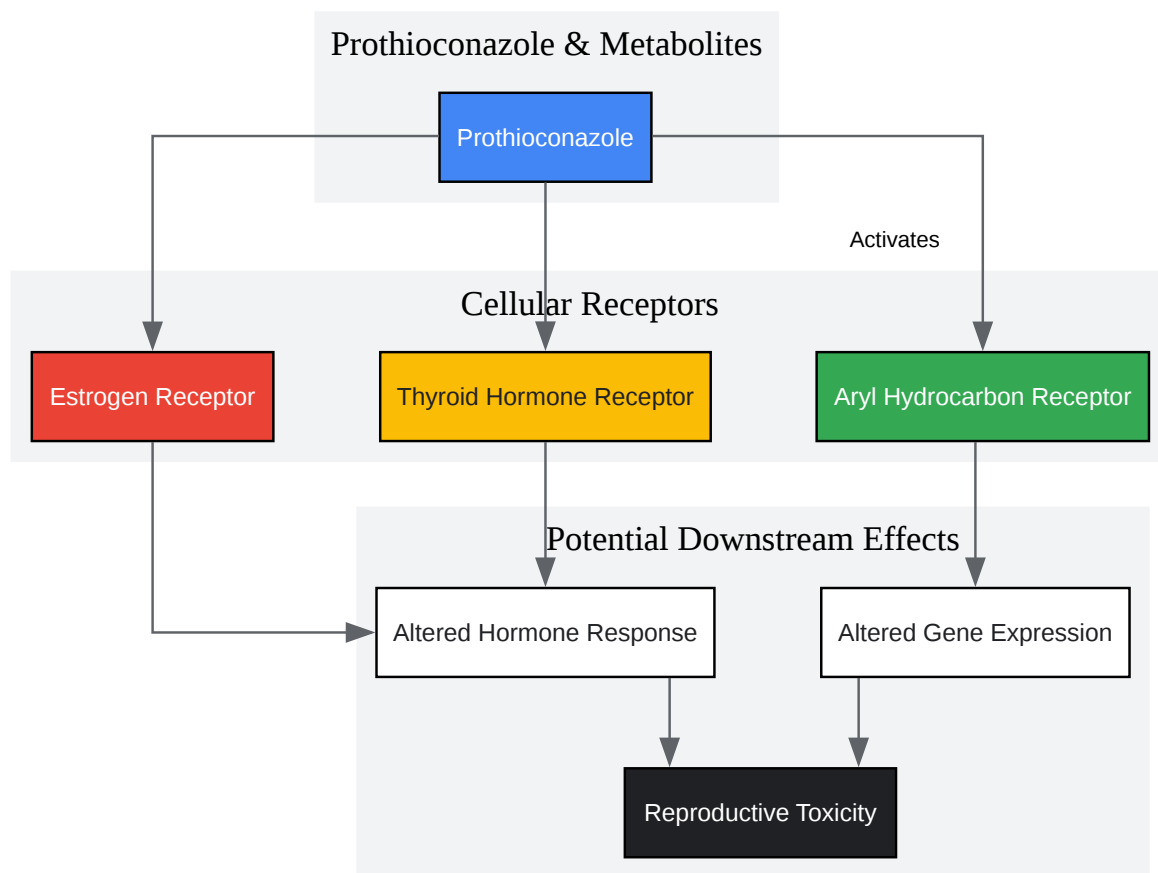 Prothioconazole & Metabolites
Prothioconazole
Activates
Cellular Receptors
Estrogen Receptor
Thyroid Hormone Receptor
Aryl Hydrocarbon Receptor
Potential Downstream Effects
Altered Hormone Response
Altered Gene Expression
Reproductive Toxicity